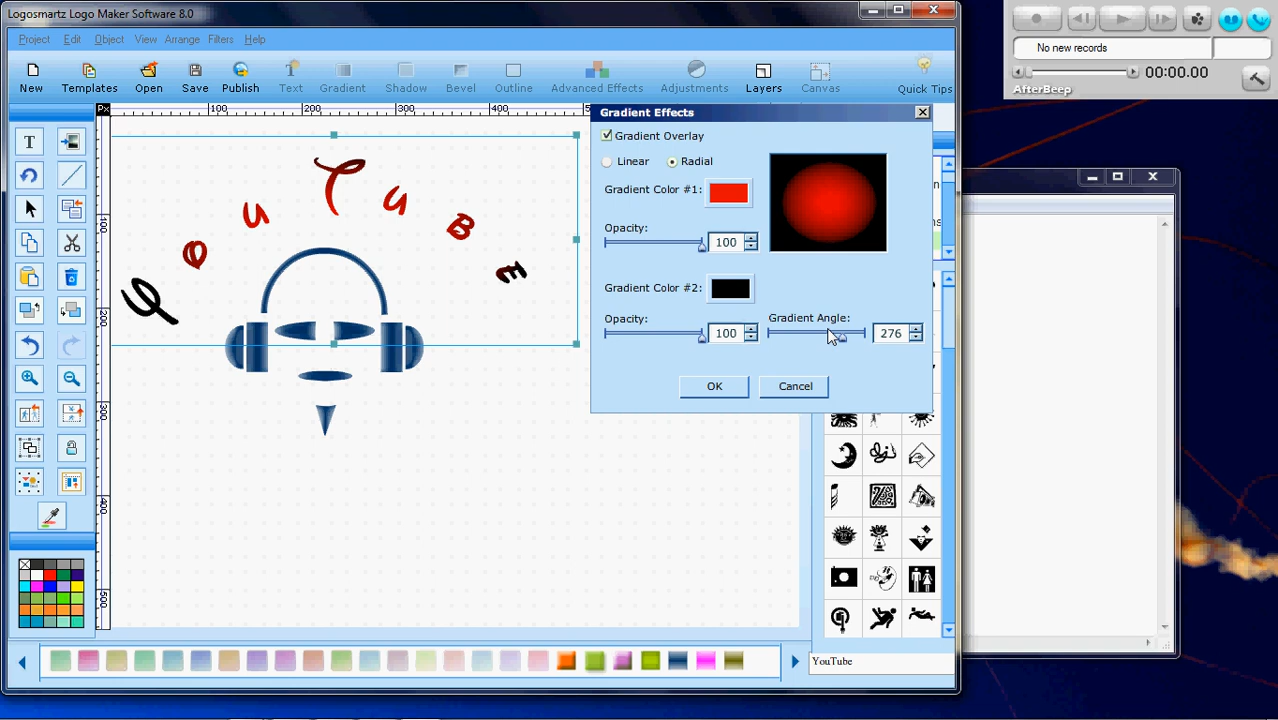 Logosmartz Logo Maker Software 8.0
Project Edit Object View Arrange Filters Help
New Templates Open Save Publish Text Gradient Shadow Bevel Outline Advanced Effects Adjustments Layers Canvas Quick Tips
Px 100 200 300 400
100
200
300
400
500
YouTUBE
Gradient Effects
Gradient Overlay
Linear Radial
Gradient Color #1:
Opacity:
100
Gradient Color #2:
Opacity:
100
Gradient Angle:
276
OK Cancel
YouTube
No new records
00:00.00
AfterBeep